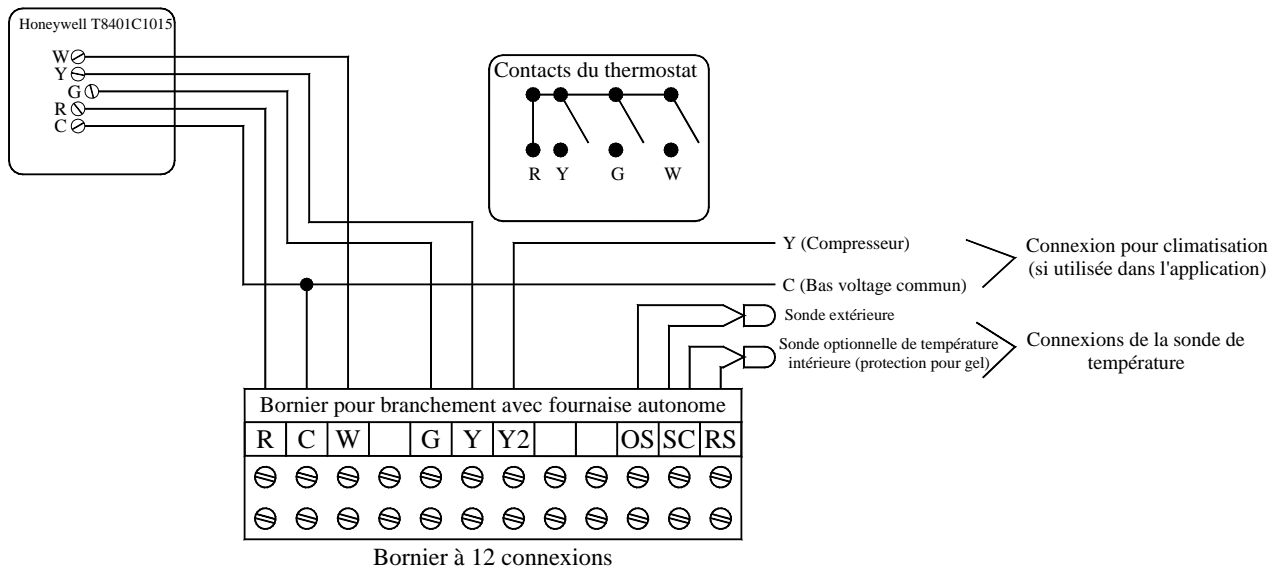 Honeywell T8401C1015
W
Y
G
R
C
Contacts du thermostat
R Y G W
Y (Compresseur)
C (Bas voltage commun)
Connexion pour climatisation
(si utilisée dans l'application)
Sonde extérieure
Sonde optionnelle de température
intérieure (protection pour gel)
Connexions de la sonde de
température
Bornier pour branchement avec fournaise autonome
R C W G Y Y2 OS SC RS
Bornier à 12 connexions